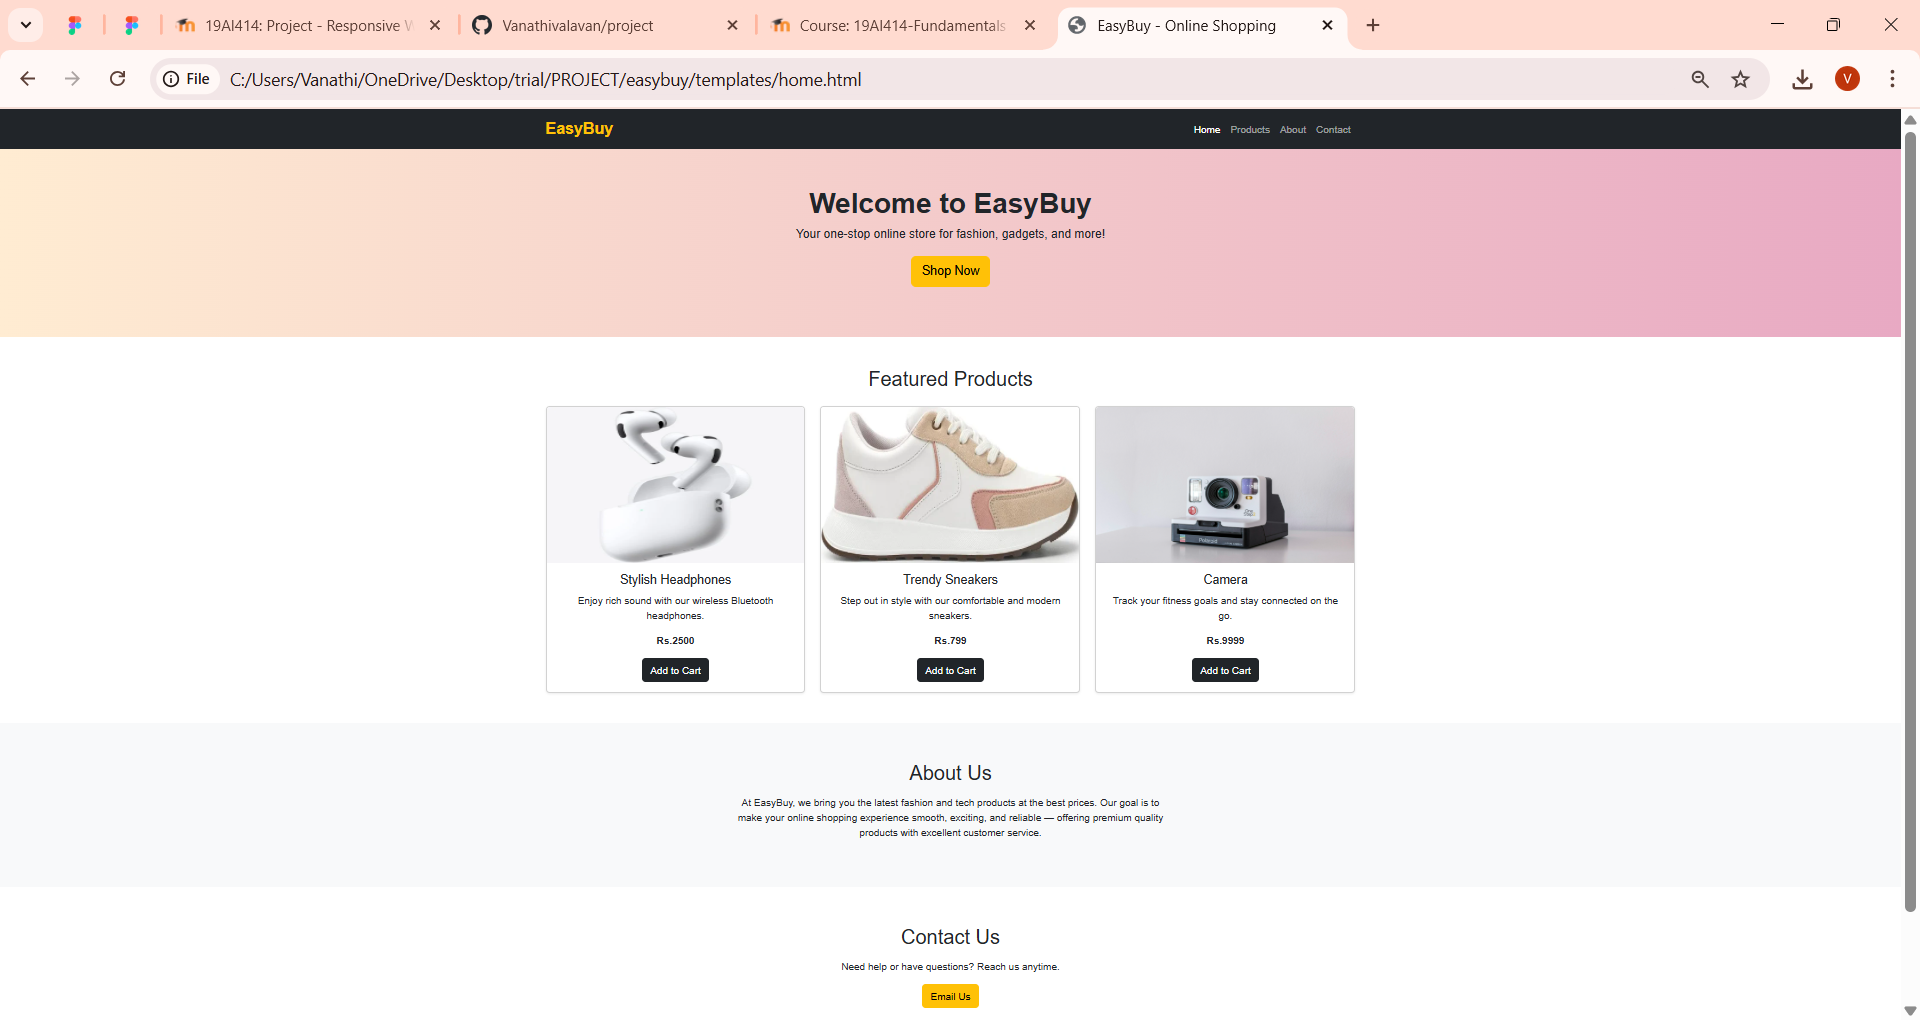 19AI414: Project - Responsive W
Vanathivalavan/project
Course: 19AI414-Fundamentals
EasyBuy - Online Shopping
File
C:/Users/Vanathi/OneDrive/Desktop/trial/PROJECT/easybuy/templates/home.html
V
EasyBuy
Home
Products
About
Contact
Welcome to EasyBuy
Your one-stop online store for fashion, gadgets, and more!
Shop Now
Featured Products
Polaroid
Stylish Headphones
Enjoy rich sound with our wireless Bluetooth
headphones.
Rs.2500
Add to Cart
Trendy Sneakers
Step out in style with our comfortable and modern
sneakers.
Rs.799
Add to Cart
Camera
Track your fitness goals and stay connected on the
go.
Rs.9999
Add to Cart
About Us
At EasyBuy, we bring you the latest fashion and tech products at the best prices. Our goal is to
make your online shopping experience smooth, exciting, and reliable — offering premium quality
products with excellent customer service.
Contact Us
Need help or have questions? Reach us anytime.
Email Us